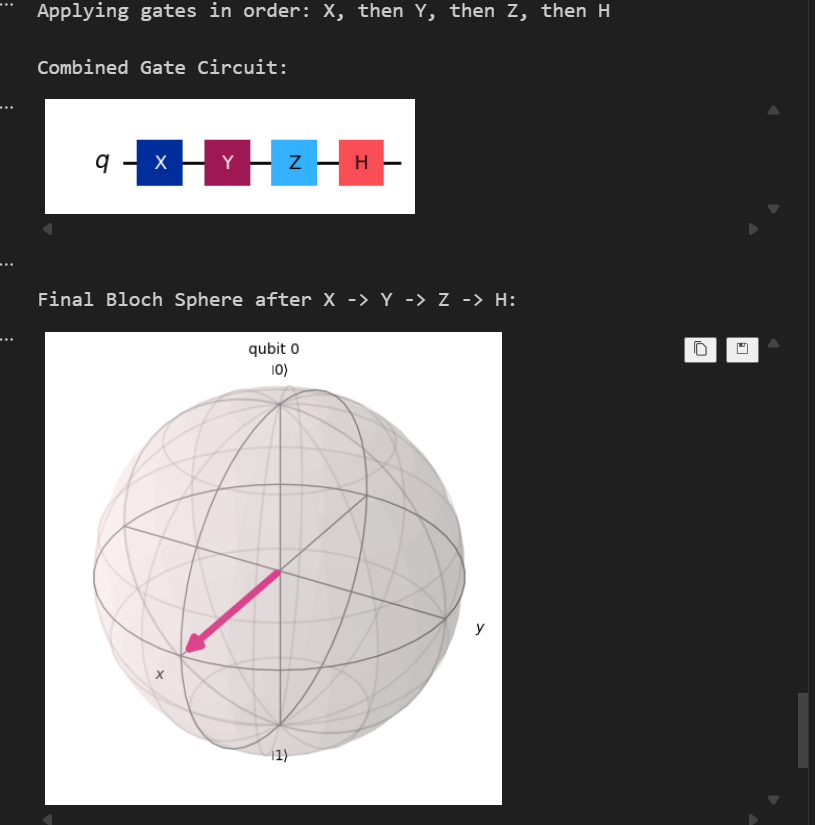 Applying gates in order: X, then Y, then Z, then H
Combined Gate Circuit:
q X Y Z H
Final Bloch Sphere after X -> Y -> Z -> H:
qubit 0
|0⟩
y
x
|1⟩